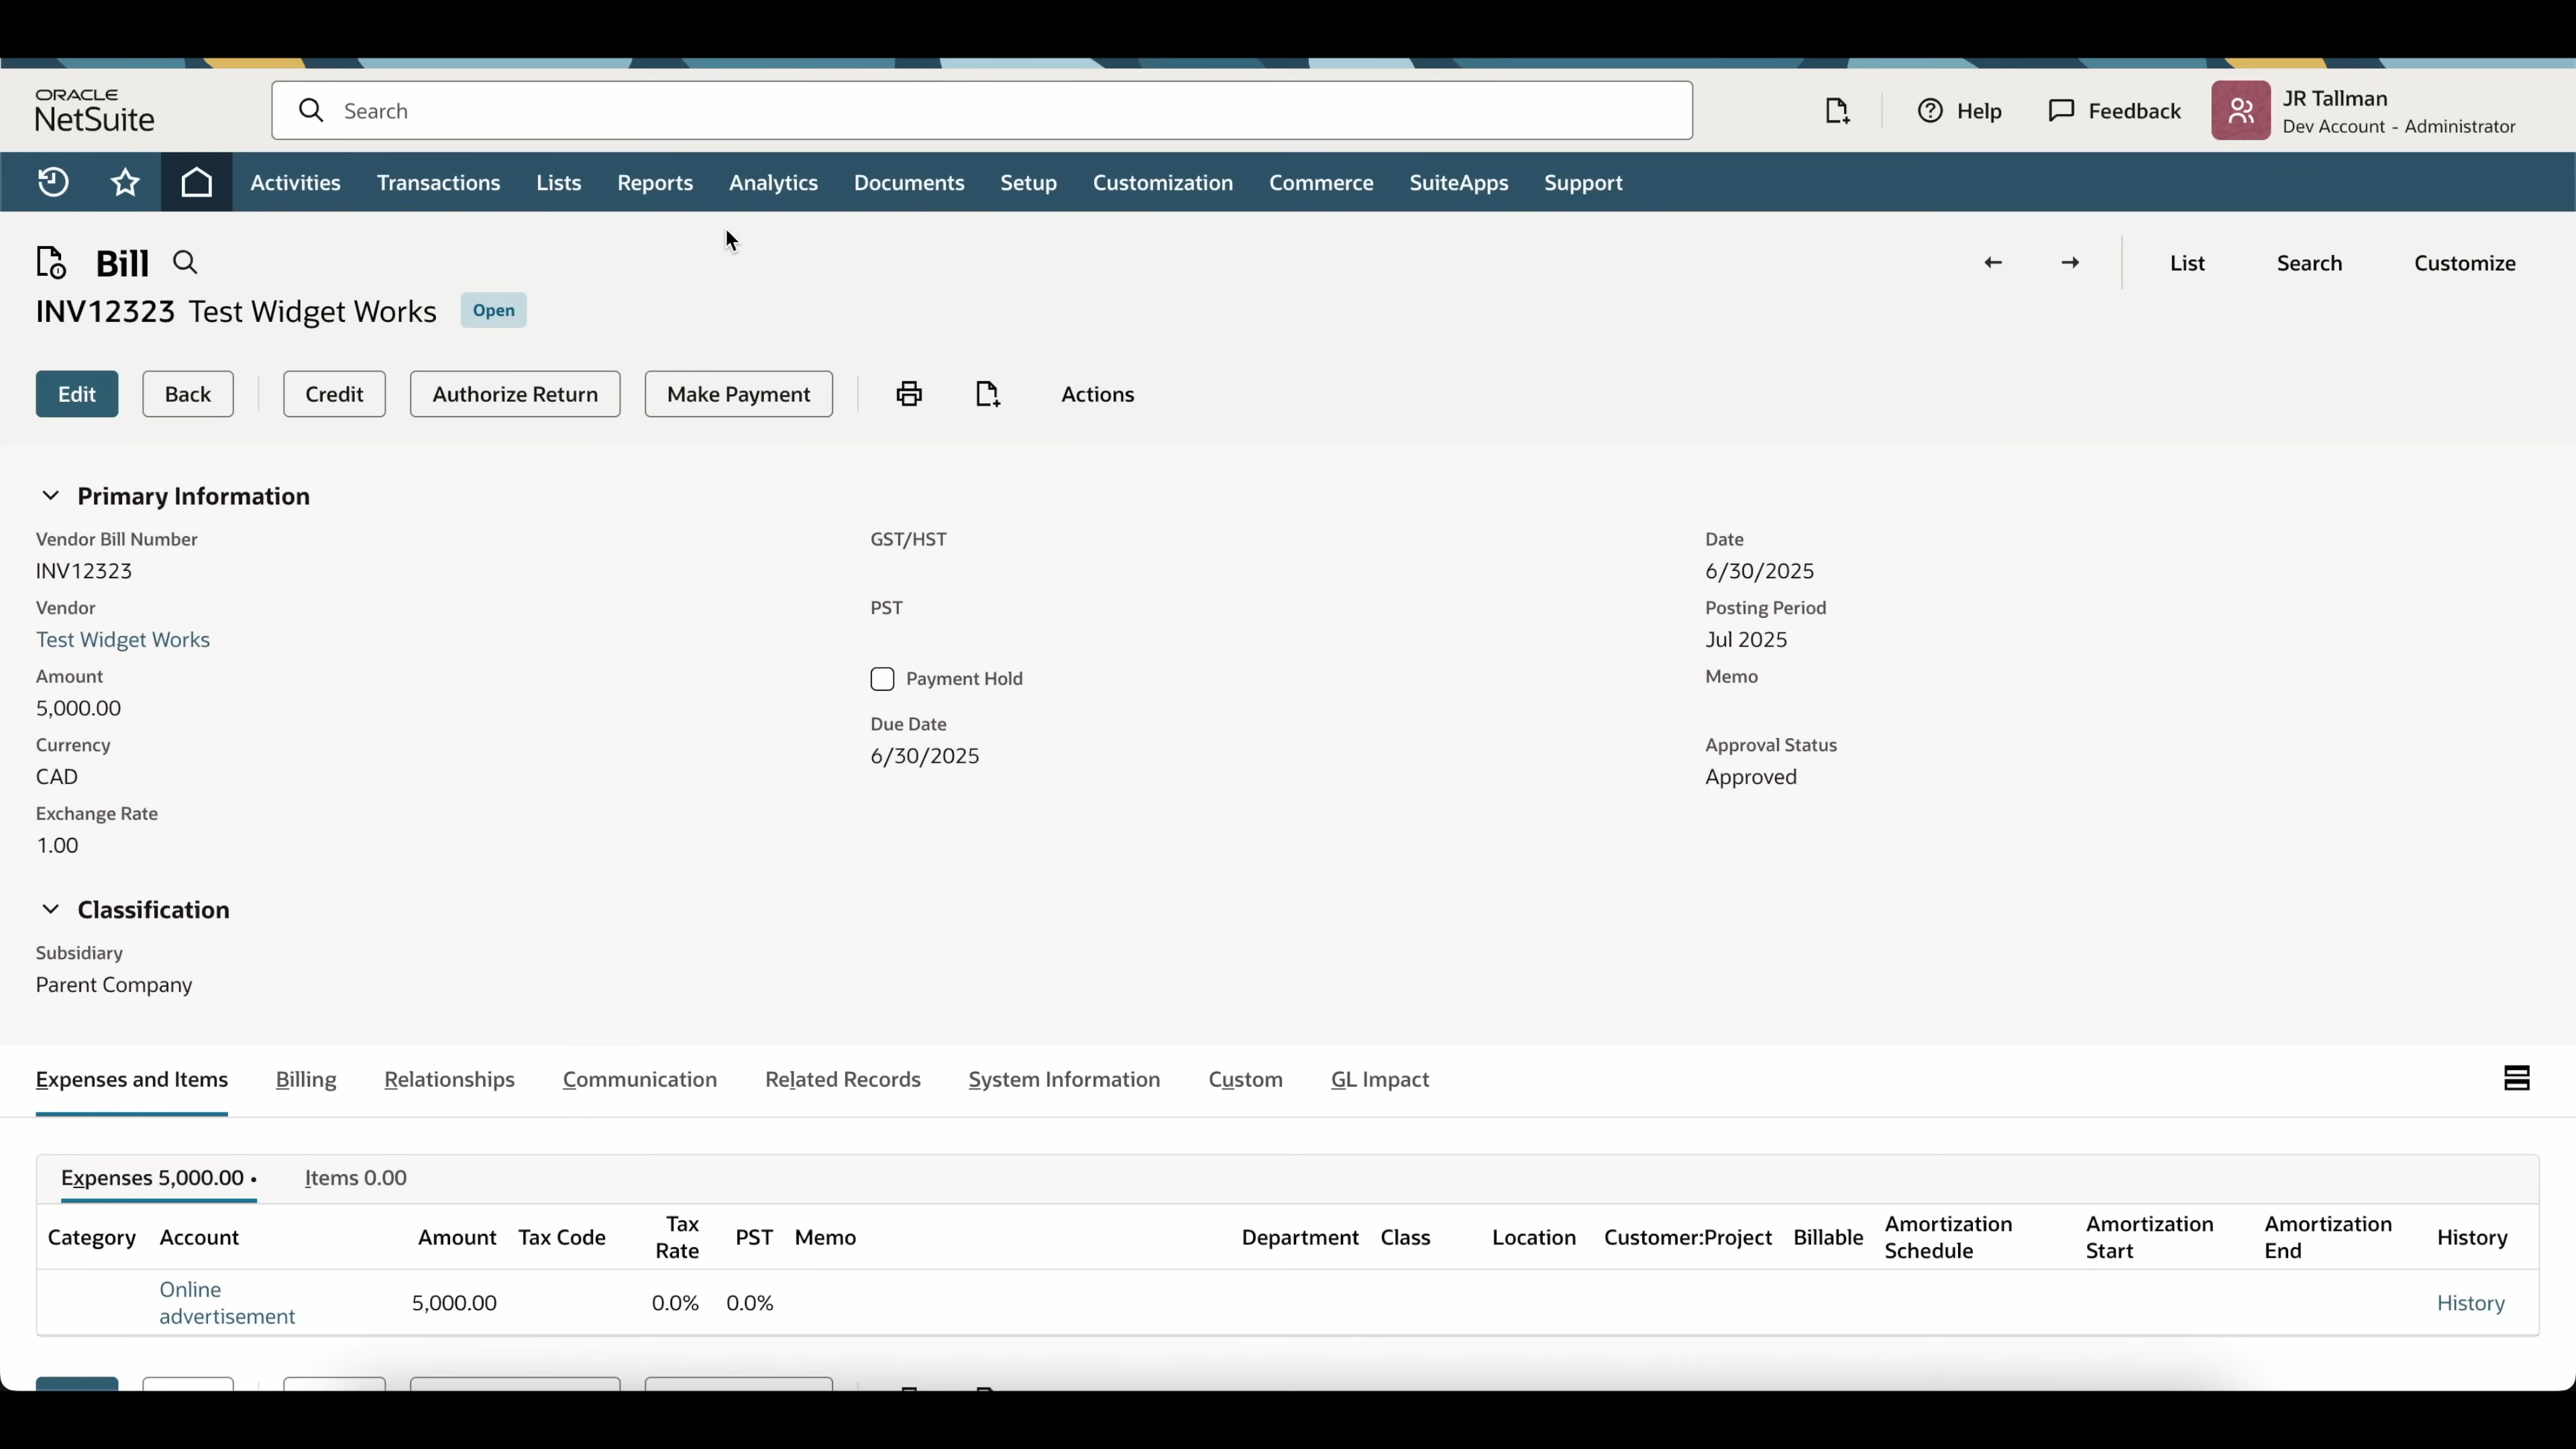 ORACLE
NetSuite
Search
Help
Feedback
JR Tallman
Dev Account - Administrator
Activities
Transactions
Lists
Reports
Analytics
Documents
Setup
Customization
Commerce
SuiteApps
Support
Bill
List
Search
Customize
INV12323 Test Widget Works
Open
Edit
Back
Credit
Authorize Return
Make Payment
Actions
Primary Information
Vendor Bill Number
INV12323
Vendor
Test Widget Works
Amount
5,000.00
Currency
CAD
Exchange Rate
1.00
GST/HST
PST
Payment Hold
Due Date
6/30/2025
Date
6/30/2025
Posting Period
Jul 2025
Memo
Approval Status
Approved
Classification
Subsidiary
Parent Company
Expenses and Items
Billing
Relationships
Communication
Related Records
System Information
Custom
GL Impact
Expenses 5,000.00 •
Items 0.00
Category
Account
Amount
Tax Code
Tax
Rate
PST
Memo
Department
Class
Location
Customer:Project
Billable
Amortization
Schedule
Amortization
Start
Amortization
End
History
Online
advertisement
5,000.00
0.0%
0.0%
History